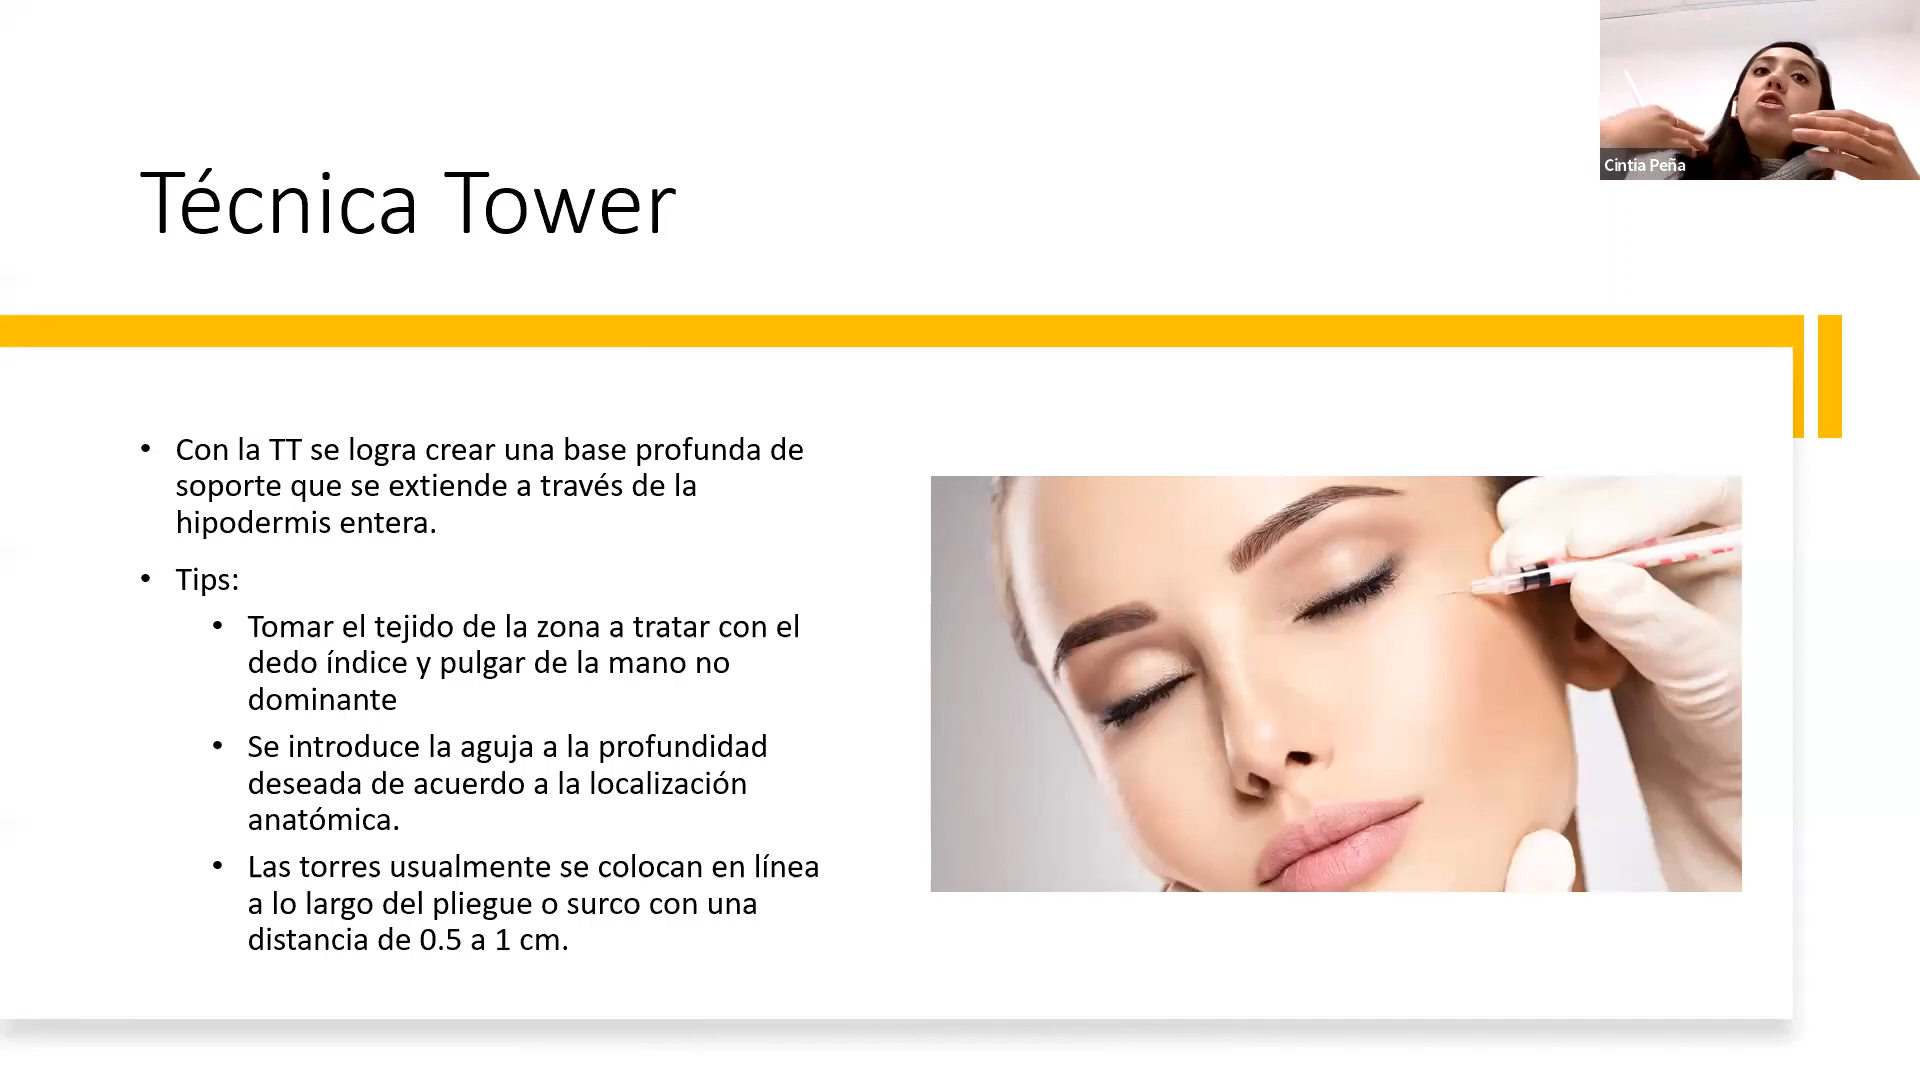 Cintia Peña
Técnica Tower
• Con la TT se logra crear una base profunda de
soporte que se extiende a través de la
hipodermis entera.
• Tips:
• Tomar el tejido de la zona a tratar con el
dedo índice y pulgar de la mano no
dominante
• Se introduce la aguja a la profundidad
deseada de acuerdo a la localización
anatómica.
• Las torres usualmente se colocan en línea
a lo largo del pliegue o surco con una
distancia de 0.5 a 1 cm.